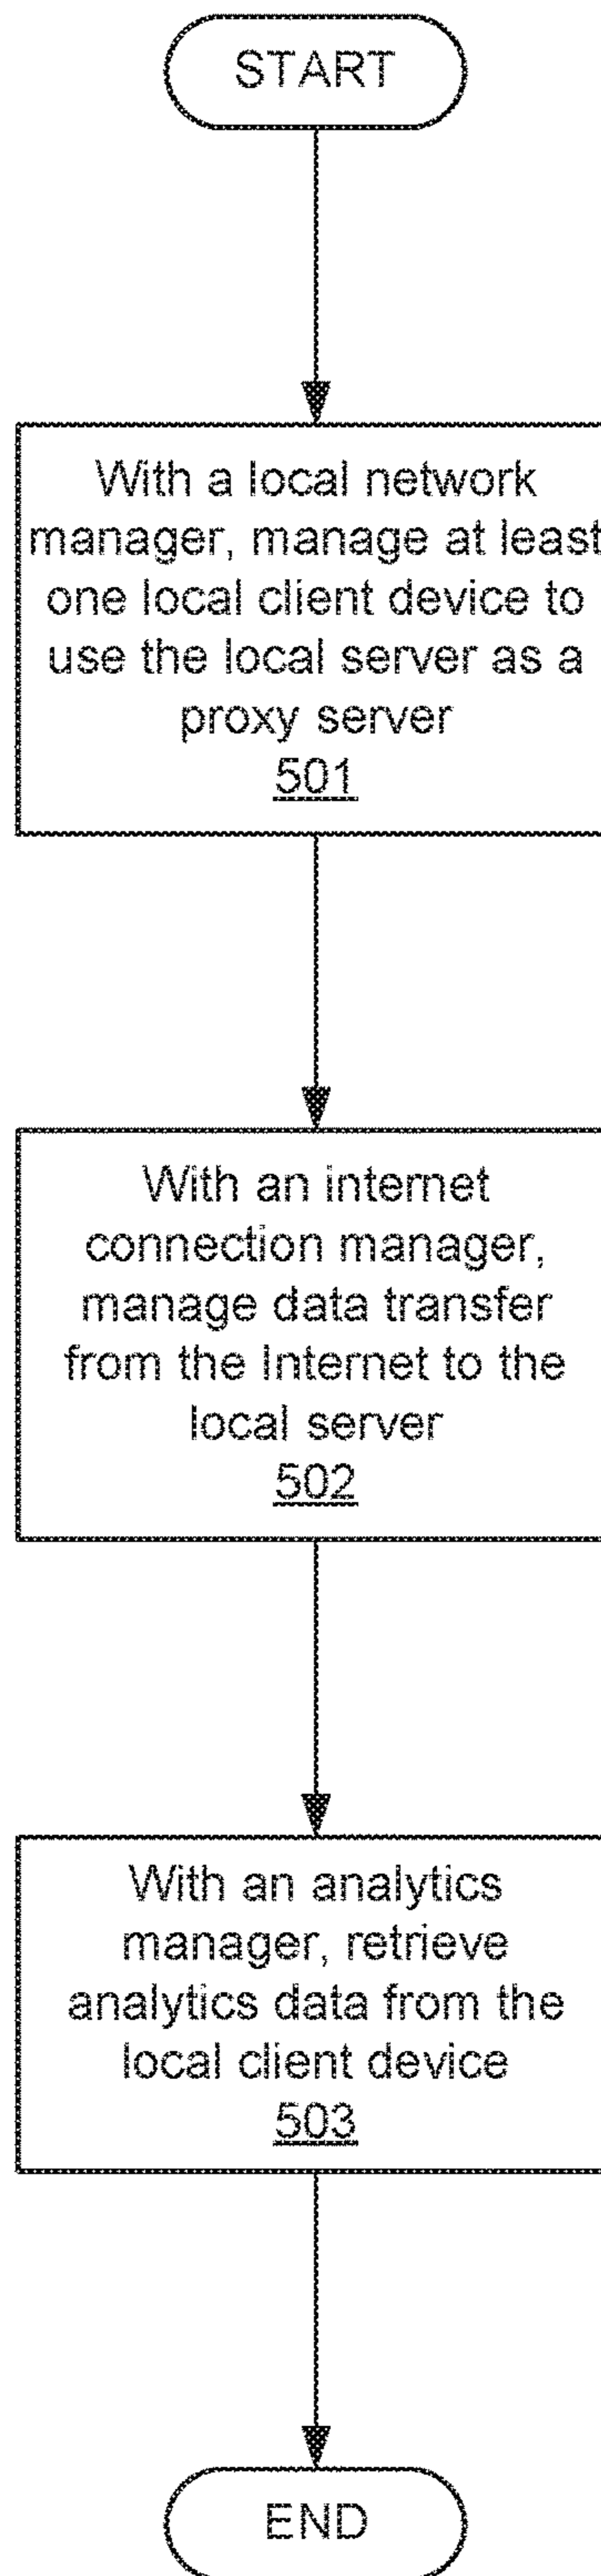 START
With a local network
manager, manage at least
one local client device to
use the local server as a
proxy server
501
With an internet
connection manager,
manage data transfer
from the Internet to the
local server
502
With an analytics
manager, retrieve
analytics data from the
local client device
503
END